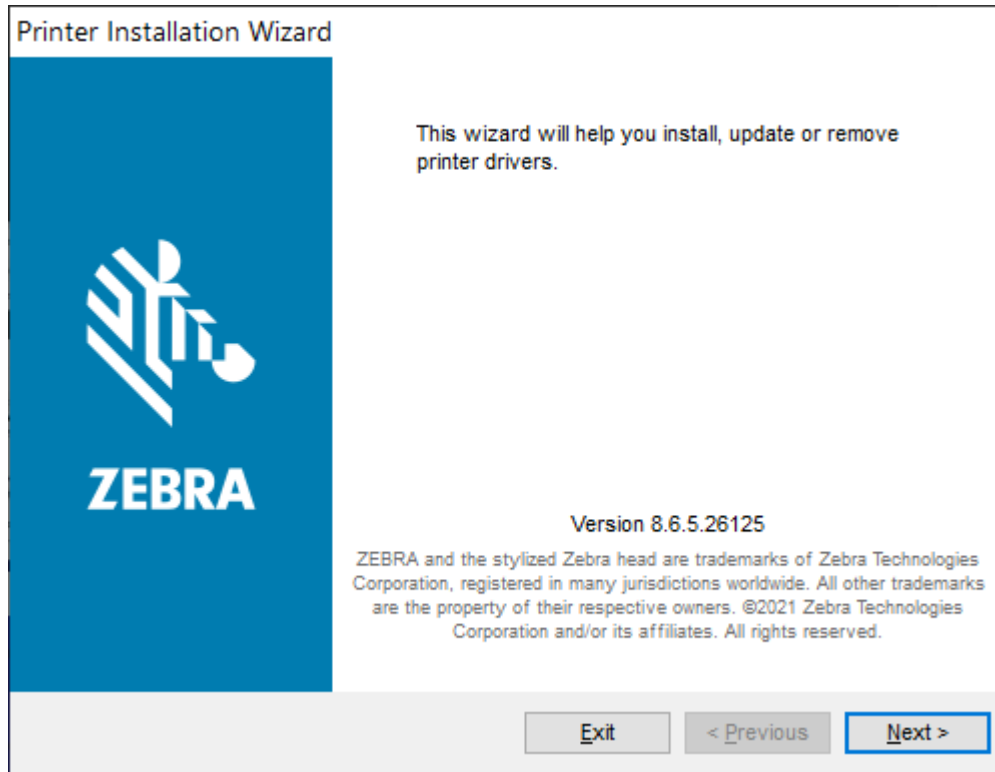 Printer Installation Wizard
This wizard will help you install, update or remove
printer drivers.
ZEBRA
Version 8.6.5.26125
ZEBRA and the stylized Zebra head are trademarks of Zebra Technologies
Corporation, registered in many jurisdictions worldwide. All other trademarks
are the property of their respective owners. ©2021 Zebra Technologies
Corporation and/or its affiliates. All rights reserved.
Exit
< Previous
Next >